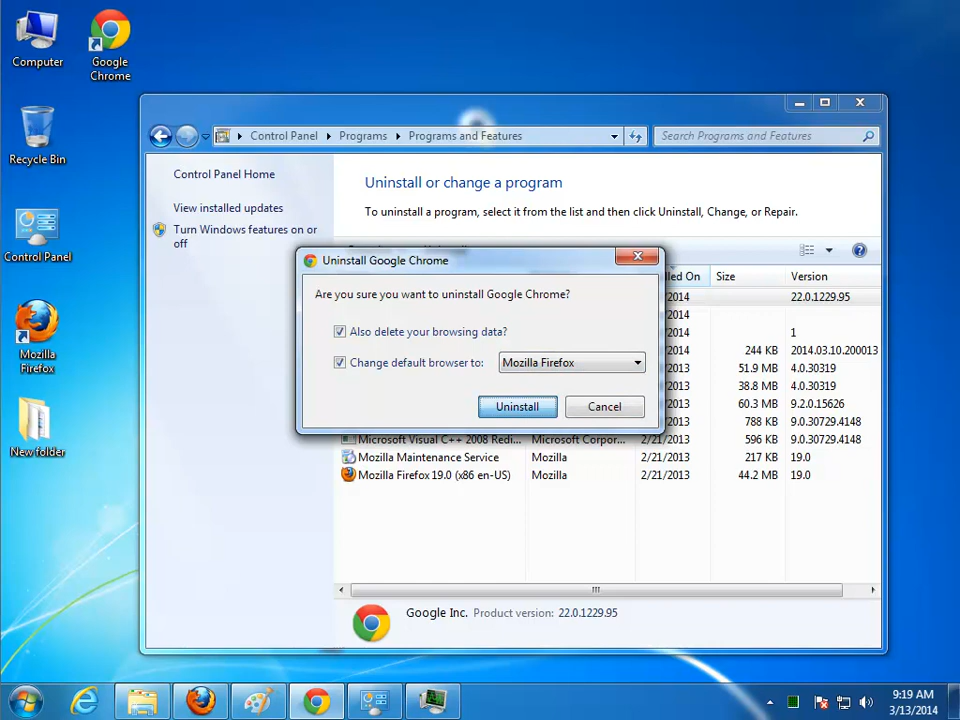 Computer
Google
Chrome
Recycle Bin
Control Panel
Mozilla
Firefox
New folder
Control Panel
Programs
Programs and Features
Search Programs and Features
Control Panel Home
View installed updates
Turn Windows features on or
off
Uninstall or change a program
To uninstall a program, select it from the list and then click Uninstall, Change, or Repair.
Uninstall Google Chrome
Are you sure you want to uninstall Google Chrome?
Also delete your browsing data?
Change default browser to:
Mozilla Firefox
Uninstall
Cancel
lled On
Size
Version
2014
22.0.1229.95
2014
2014
1
2014
244 KB
2014.03.10.200013
2013
51.9 MB
4.0.30319
2013
38.8 MB
4.0.30319
2013
60.3 MB
9.2.0.15626
2013
788 KB
9.0.30729.4148
Microsoft Visual C++ 2008 Redi...
Microsoft Corpor...
2/21/2013
596 KB
9.0.30729.4148
Mozilla Maintenance Service
Mozilla
2/21/2013
217 KB
19.0
Mozilla Firefox 19.0 (x86 en-US)
Mozilla
2/21/2013
44.2 MB
19.0
Google Inc.
Product version: 22.0.1229.95
9:19 AM
3/13/2014